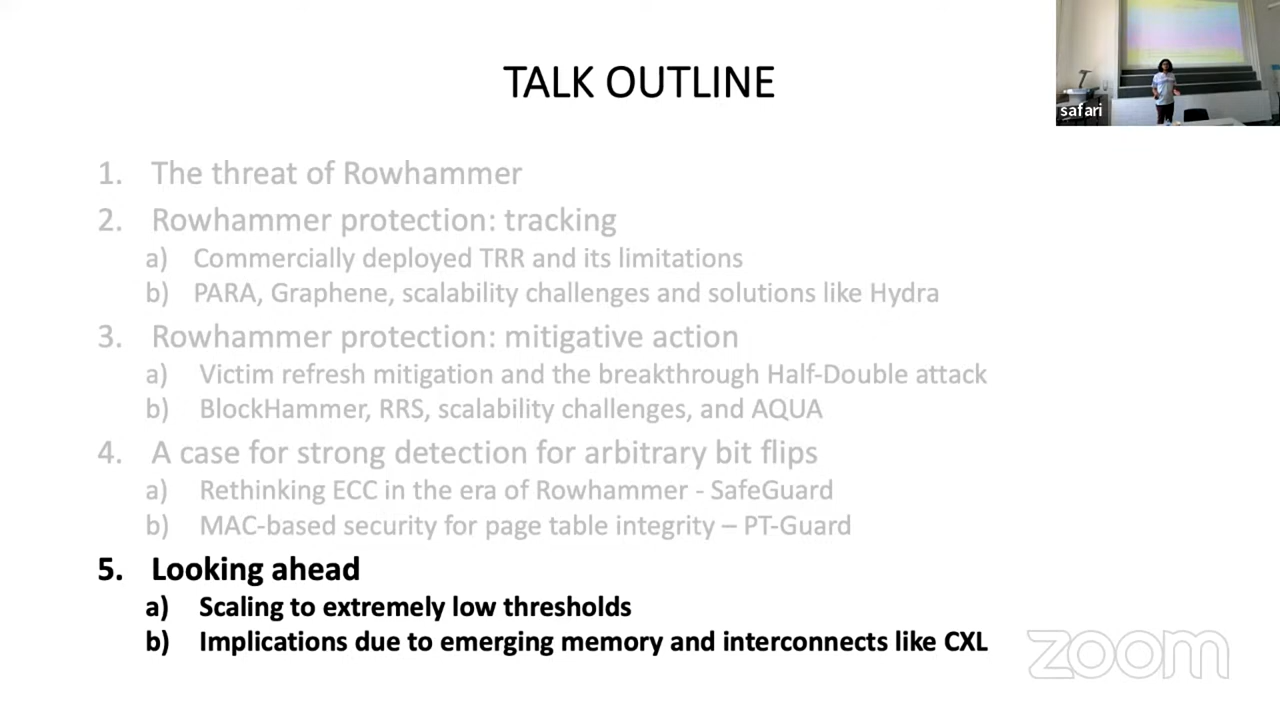 TALK OUTLINE
safari
1. The threat of Rowhammer
2. Rowhammer protection: tracking
a) Commercially deployed TRR and its limitations
b) PARA, Graphene, scalability challenges and solutions like Hydra
3. Rowhammer protection: mitigative action
a) Victim refresh mitigation and the breakthrough Half-Double attack
b) BlockHammer, RRS, scalability challenges, and AQUA
4. A case for strong detection for arbitrary bit flips
a) Rethinking ECC in the era of Rowhammer - SafeGuard
b) MAC-based security for page table integrity – PT-Guard
5. Looking ahead
a) Scaling to extremely low thresholds
b) Implications due to emerging memory and interconnects like CXL
zoom